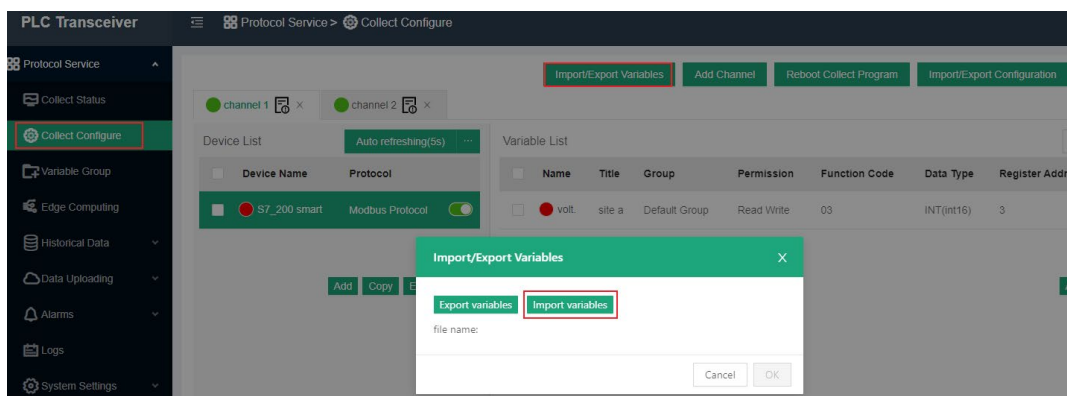 PLC Transceiver
Protocol Service > Collect Configure
Protocol Service
Collect Status
Collect Configure
Variable Group
Edge Computing
Historical Data
Data Uploading
Alarms
Logs
System Settings
Import/Export Variables Add Channel Reboot Collect Program Import/Export Configuration
channel 1 × channel 2 ×
Device List Auto refreshing(5s) ...
Device Name Protocol
S7_200 smart Modbus Protocol
Add Copy E
Variable List
Name Title Group Permission Function Code Data Type Register Addr
volt. site a Default Group Read Write 03 INT(int16) 3
Import/Export Variables X
Export variables Import variables
file name:
Cancel OK